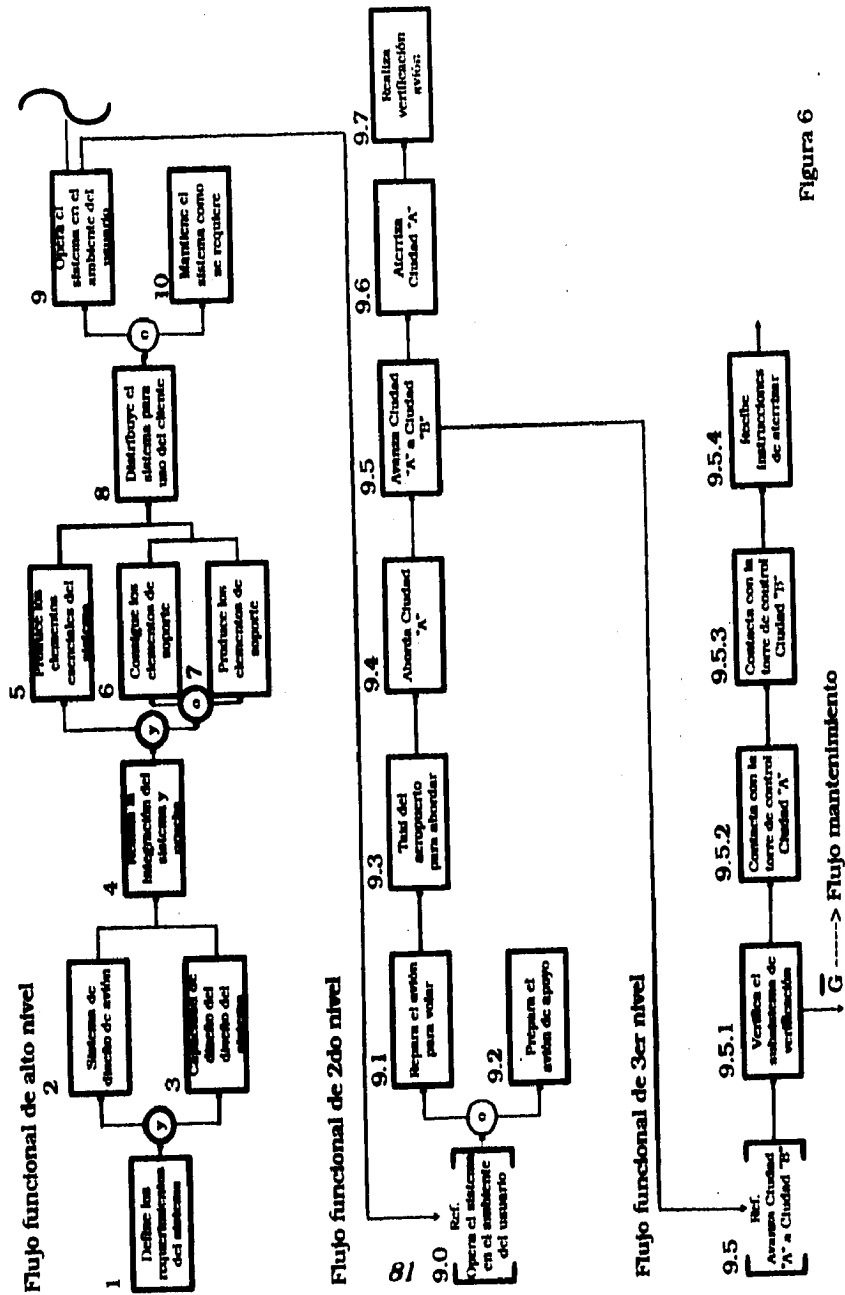 Flujo funcional de alto nivel
1
Define los
requerimientos
del sistema
y
2
Sistema de
diseño de avión
3
diseño del
diseño del
sistema
4
integración del
sistema y
y
5
Produce los
elementos
esenciales del
sistema
6
Consigue los
elementos de
soporte
o
7
Produce los
elementos de
soporte
8
Distribuye el
sistema para
uso del cliente
o
9
Opera el
sistema en el
ambiente del
usuario
10
Mantiene el
sistema como
se requiere
Flujo funcional de 2do nivel
81
9.0
Ref.
Opera el sistema
en el ambiente
del usuario
o
9.1
Repara el avión
para volar
9.2
Prepara el
avión de apoyo
9.3
Taxi del
aeropuerto
para abordar
9.4
Aborda Ciudad
"A"
9.5
Avanza Ciudad
"A" a Ciudad
"B"
9.6
Aterriza
Ciudad "A"
9.7
Realiza
verificación
avión
Flujo funcional de 3er nivel
9.5
Ref.
Avanza Ciudad
"A" a Ciudad "B"
9.5.1
Verifica el
subsistema de
verificación
G ------> Flujo mantenimiento
9.5.2
Contacta con la
torre de control
Ciudad "A"
9.5.3
Contacta con la
torre de control
Ciudad "B"
9.5.4
Recibe
instrucciones
de aterrizar
Figura 6